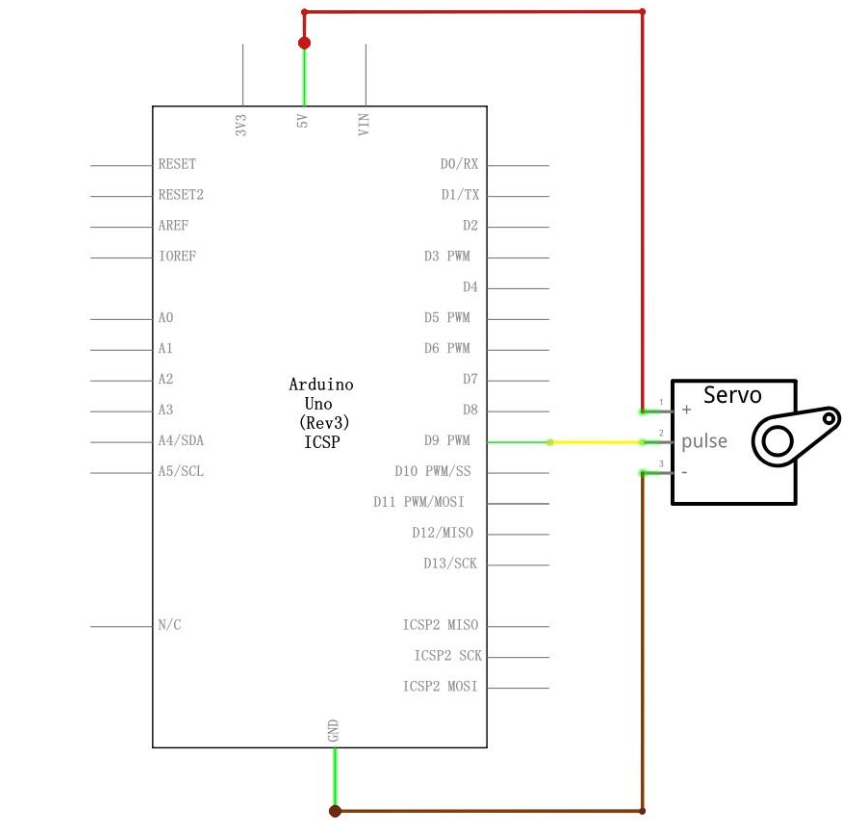 3V3
5V
VIN
RESET
RESET2
AREF
IOREF
A0
A1
A2
A3
A4/SDA
A5/SCL
N/C
Arduino
Uno
(Rev3)
ICSP
D0/RX
D1/TX
D2
D3 PWM
D4
D5 PWM
D6 PWM
D7
D8
D9 PWM
D10 PWM/SS
D11 PWM/MOSI
D12/MISO
D13/SCK
ICSP2 MISO
ICSP2 SCK
ICSP2 MOSI
GND
Servo
1
+
2
pulse
3
-